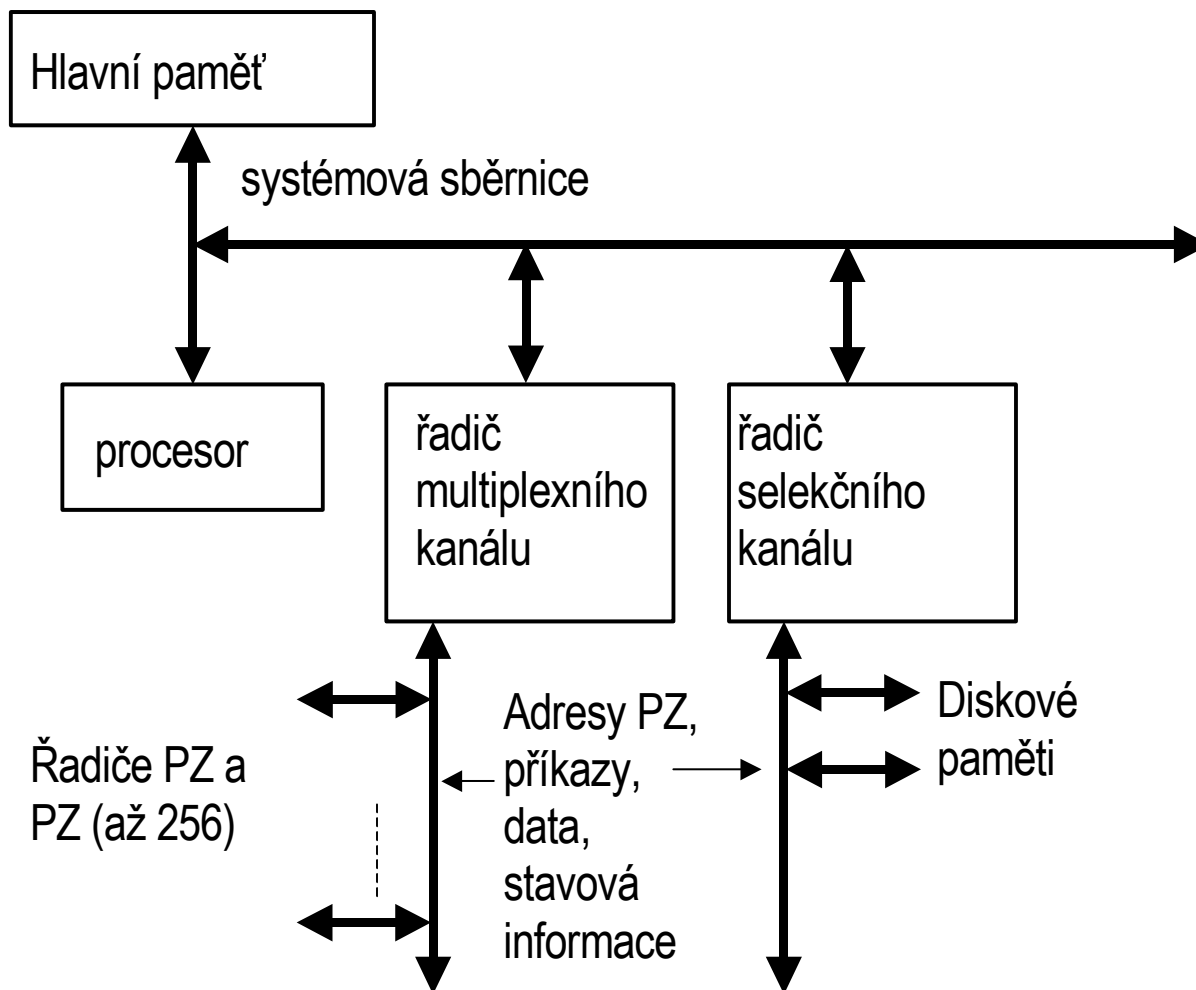 Hlavní paměť
systémová sběrnice
procesor
řadič
multiplexního
kanálu
řadič
selekčního
kanálu
Řadiče PZ a
PZ (až 256)
Adresy PZ,
příkazy,
data,
stavová
informace
Diskové
paměti